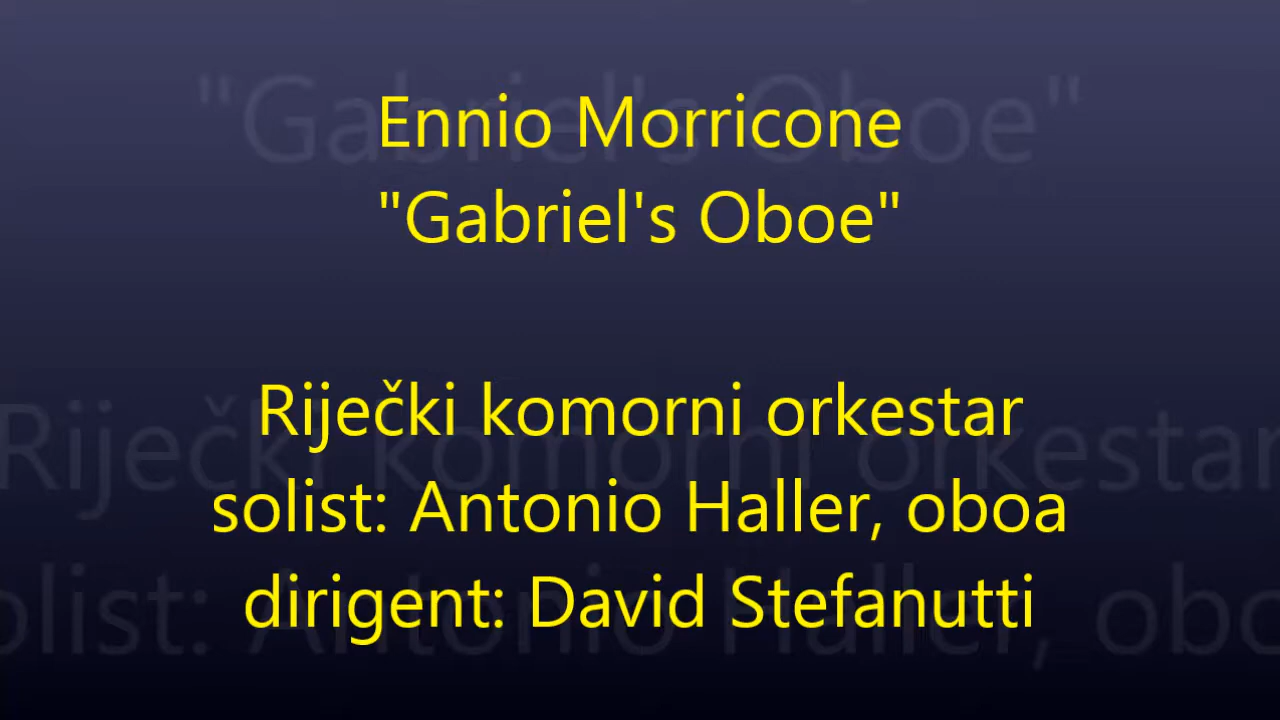 Ennio Morricone
"Gabriel's Oboe"
Riječki komorni orkestar
solist: Antonio Haller, oboa
dirigent: David Stefanutti